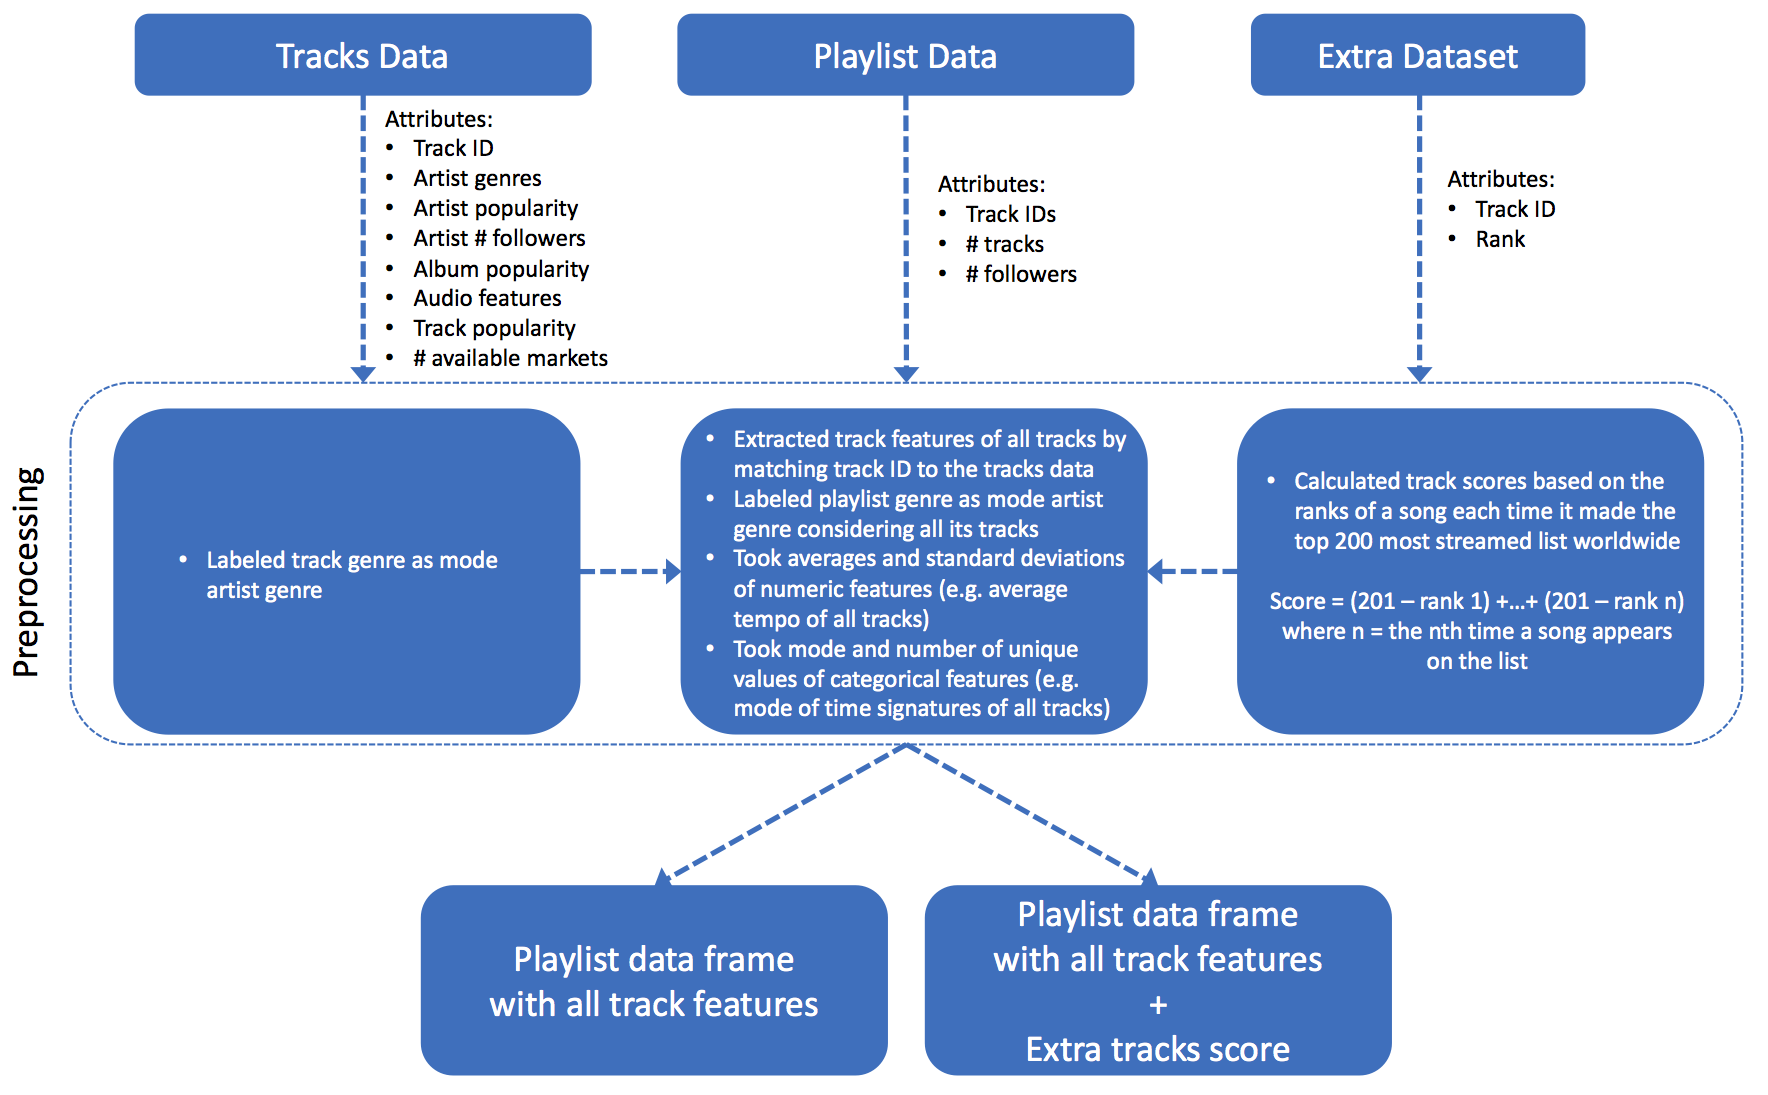 Tracks Data
Playlist Data
Extra Dataset
Attributes:
• Track ID
• Artist genres
• Artist popularity
• Artist # followers
• Album popularity
• Audio features
• Track popularity
• # available markets
Attributes:
• Track IDs
• # tracks
• # followers
Attributes:
• Track ID
• Rank
Preprocessing
• Labeled track genre as mode
artist genre
• Extracted track features of all tracks by
matching track ID to the tracks data
• Labeled playlist genre as mode artist
genre considering all its tracks
• Took averages and standard deviations
of numeric features (e.g. average
tempo of all tracks)
• Took mode and number of unique
values of categorical features (e.g.
mode of time signatures of all tracks)
• Calculated track scores based on the
ranks of a song each time it made the
top 200 most streamed list worldwide
Score = (201 – rank 1) +...+ (201 – rank n)
where n = the nth time a song appears
on the list
Playlist data frame
with all track features
Playlist data frame
with all track features
+
Extra tracks score